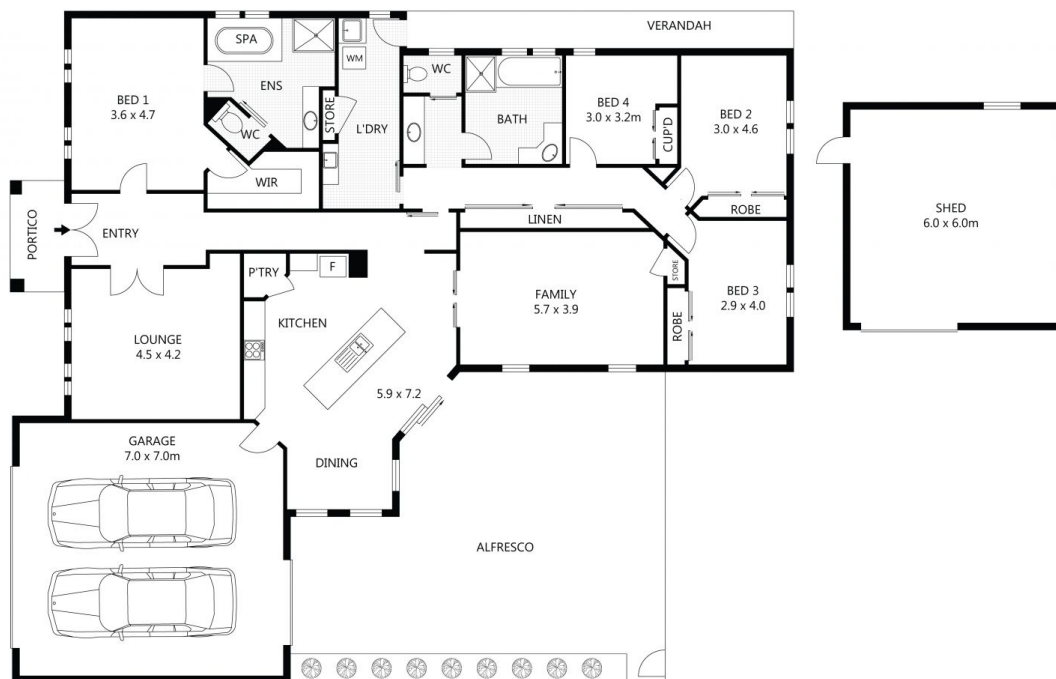 VERANDAH
SPA
WM
WC
ENS
STORE
L'DRY
BED 1
3.6 x 4.7
WC
WIR
BATH
BED 4
3.0 x 3.2m
CUP'D
BED 2
3.0 x 4.6
ROBE
LINEN
PORTICO
ENTRY
P'TRY
F
KITCHEN
LOUNGE
4.5 x 4.2
FAMILY
5.7 x 3.9
STORE
ROBE
BED 3
2.9 x 4.0
5.9 x 7.2
DINING
GARAGE
7.0 x 7.0m
ALFRESCO
SHED
6.0 x 6.0m